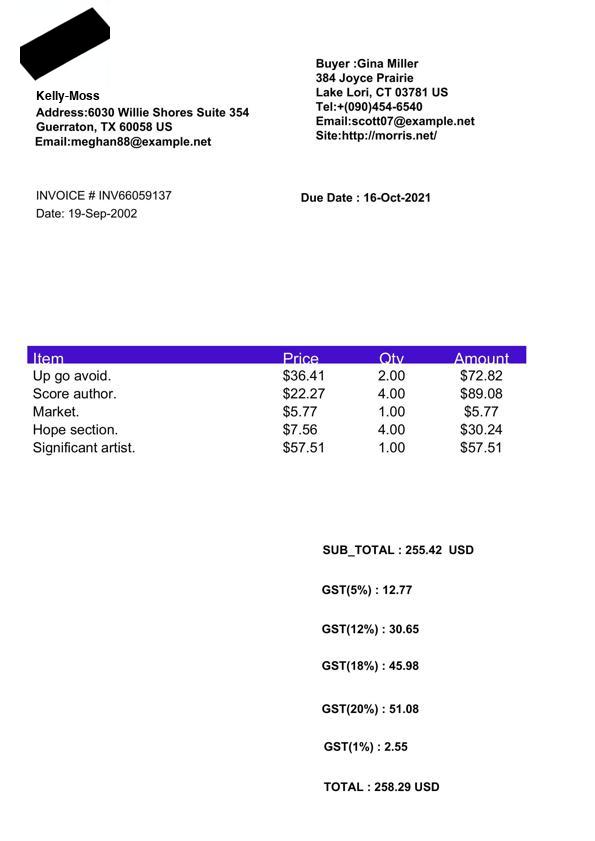 Kelly-Moss
Address:6030 Willie Shores Suite 354
Guerraton, TX 60058 US
Email:meghan88@example.net
Buyer :Gina Miller
384 Joyce Prairie
Lake Lori, CT 03781 US
Tel:+(090)454-6540
Email:scott07@example.net
Site:http://morris.net/
INVOICE # INV66059137
Date: 19-Sep-2002
Due Date : 16-Oct-2021
Item Price Qty Amount
Up go avoid. $36.41 2.00 $72.82
Score author. $22.27 4.00 $89.08
Market. $5.77 1.00 $5.77
Hope section. $7.56 4.00 $30.24
Significant artist. $57.51 1.00 $57.51
SUB_TOTAL : 255.42 USD
GST(5%) : 12.77
GST(12%) : 30.65
GST(18%) : 45.98
GST(20%) : 51.08
GST(1%) : 2.55
TOTAL : 258.29 USD